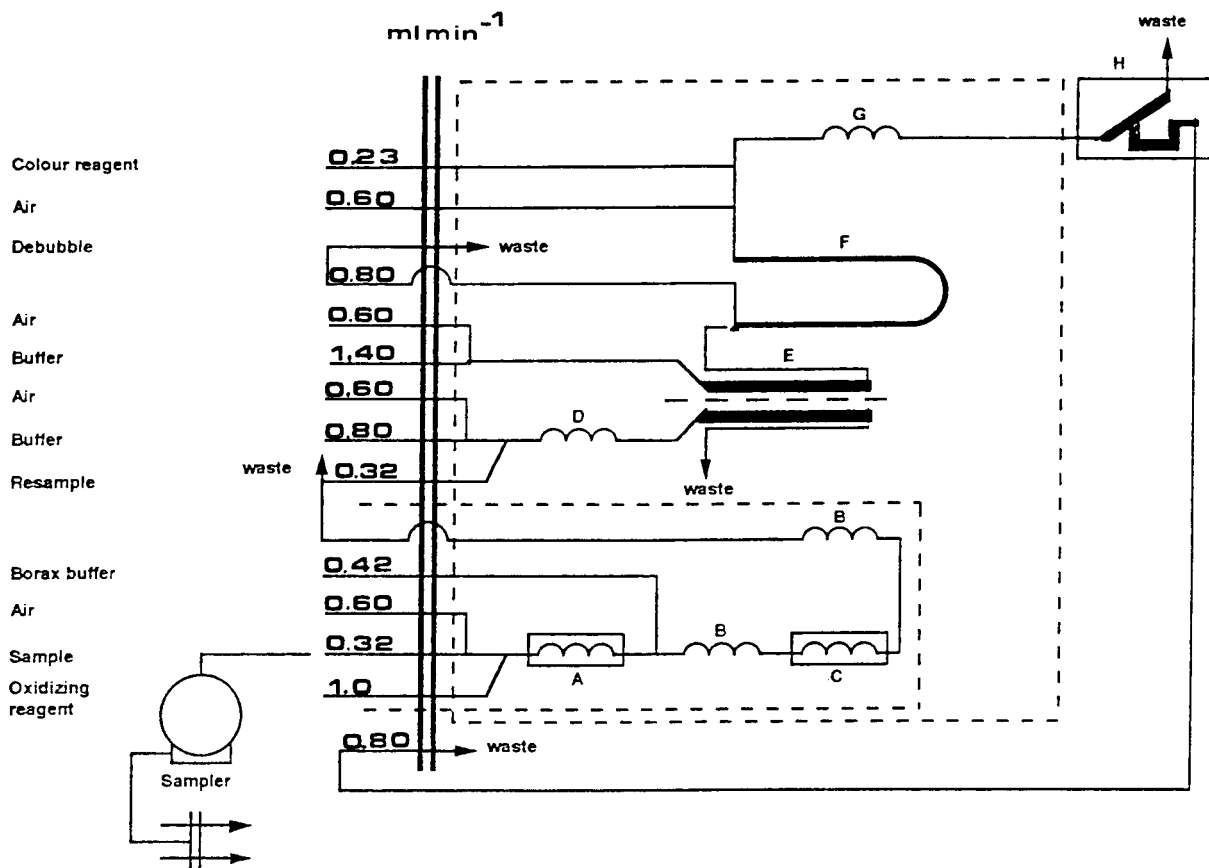 ml min⁻¹
waste
H
G
Colour reagent 0.23
Air 0.60
Debubble
waste
F
0.80
Air 0.60
Buffer 1,40
E
Air 0,60
Buffer 0,80
D
waste
Resample 0.32
waste
B
Borax buffer 0.42
Air 0.60
B
Sample 0.32
A
C
Oxidizing
reagent
1,0
0,80
waste
Sampler